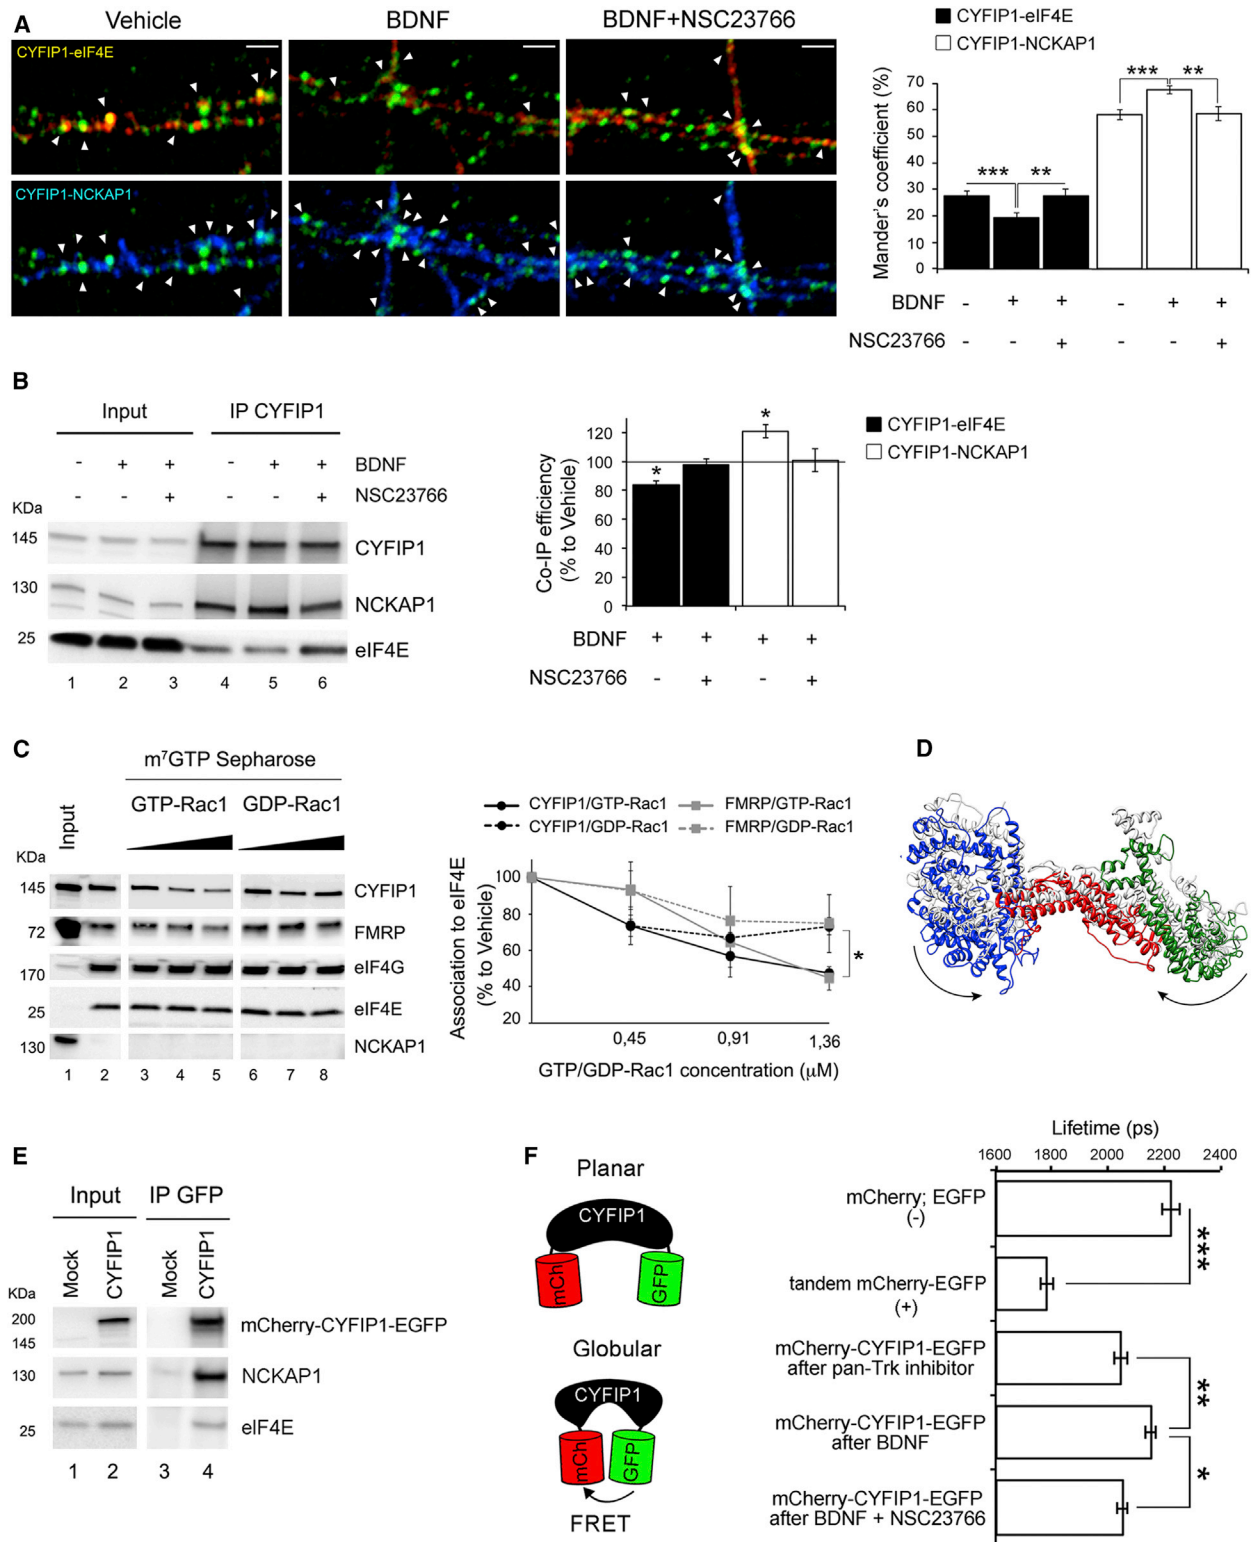 A
Vehicle
BDNF
BDNF+NSC23766
CYFIP1-eIF4E
CYFIP1-NCKAP1
CYFIP1-eIF4E
CYFIP1-NCKAP1
Mander's coefficient (%)
70
60
50
40
30
20
10
0
*** ** *** **
BDNF - + + - + +
NSC23766 - - + - - +
B
Input
IP CYFIP1
- + + - + + BDNF
- - + - - + NSC23766
KDa
145 CYFIP1
130 NCKAP1
25 eIF4E
1 2 3 4 5 6
Co-IP efficiency
(% to Vehicle)
120
100
80
60
40
20
0
* *
BDNF + + + +
NSC23766 - + - +
CYFIP1-eIF4E
CYFIP1-NCKAP1
C
m7GTP Sepharose
Input
GTP-Rac1
GDP-Rac1
KDa
145 CYFIP1
72 FMRP
170 eIF4G
25 eIF4E
130 NCKAP1
1 2 3 4 5 6 7 8
CYFIP1/GTP-Rac1
FMRP/GTP-Rac1
CYFIP1/GDP-Rac1
FMRP/GDP-Rac1
Association to eIF4E
(% to Vehicle)
100
80
60
40
20
*
0,45 0,91 1,36
GTP/GDP-Rac1 concentration (μM)
D
E
Input
IP GFP
Mock
CYFIP1
Mock
CYFIP1
KDa
200
145
mCherry-CYFIP1-EGFP
130 NCKAP1
25 eIF4E
1 2 3 4
F
Planar
CYFIP1
mCh
GFP
Globular
CYFIP1
mCh
GFP
FRET
Lifetime (ps)
1600 1800 2000 2200 2400
mCherry; EGFP
(-)
***
tandem mCherry-EGFP
(+)
mCherry-CYFIP1-EGFP
after pan-Trk inhibitor
**
mCherry-CYFIP1-EGFP
after BDNF
*
mCherry-CYFIP1-EGFP
after BDNF + NSC23766